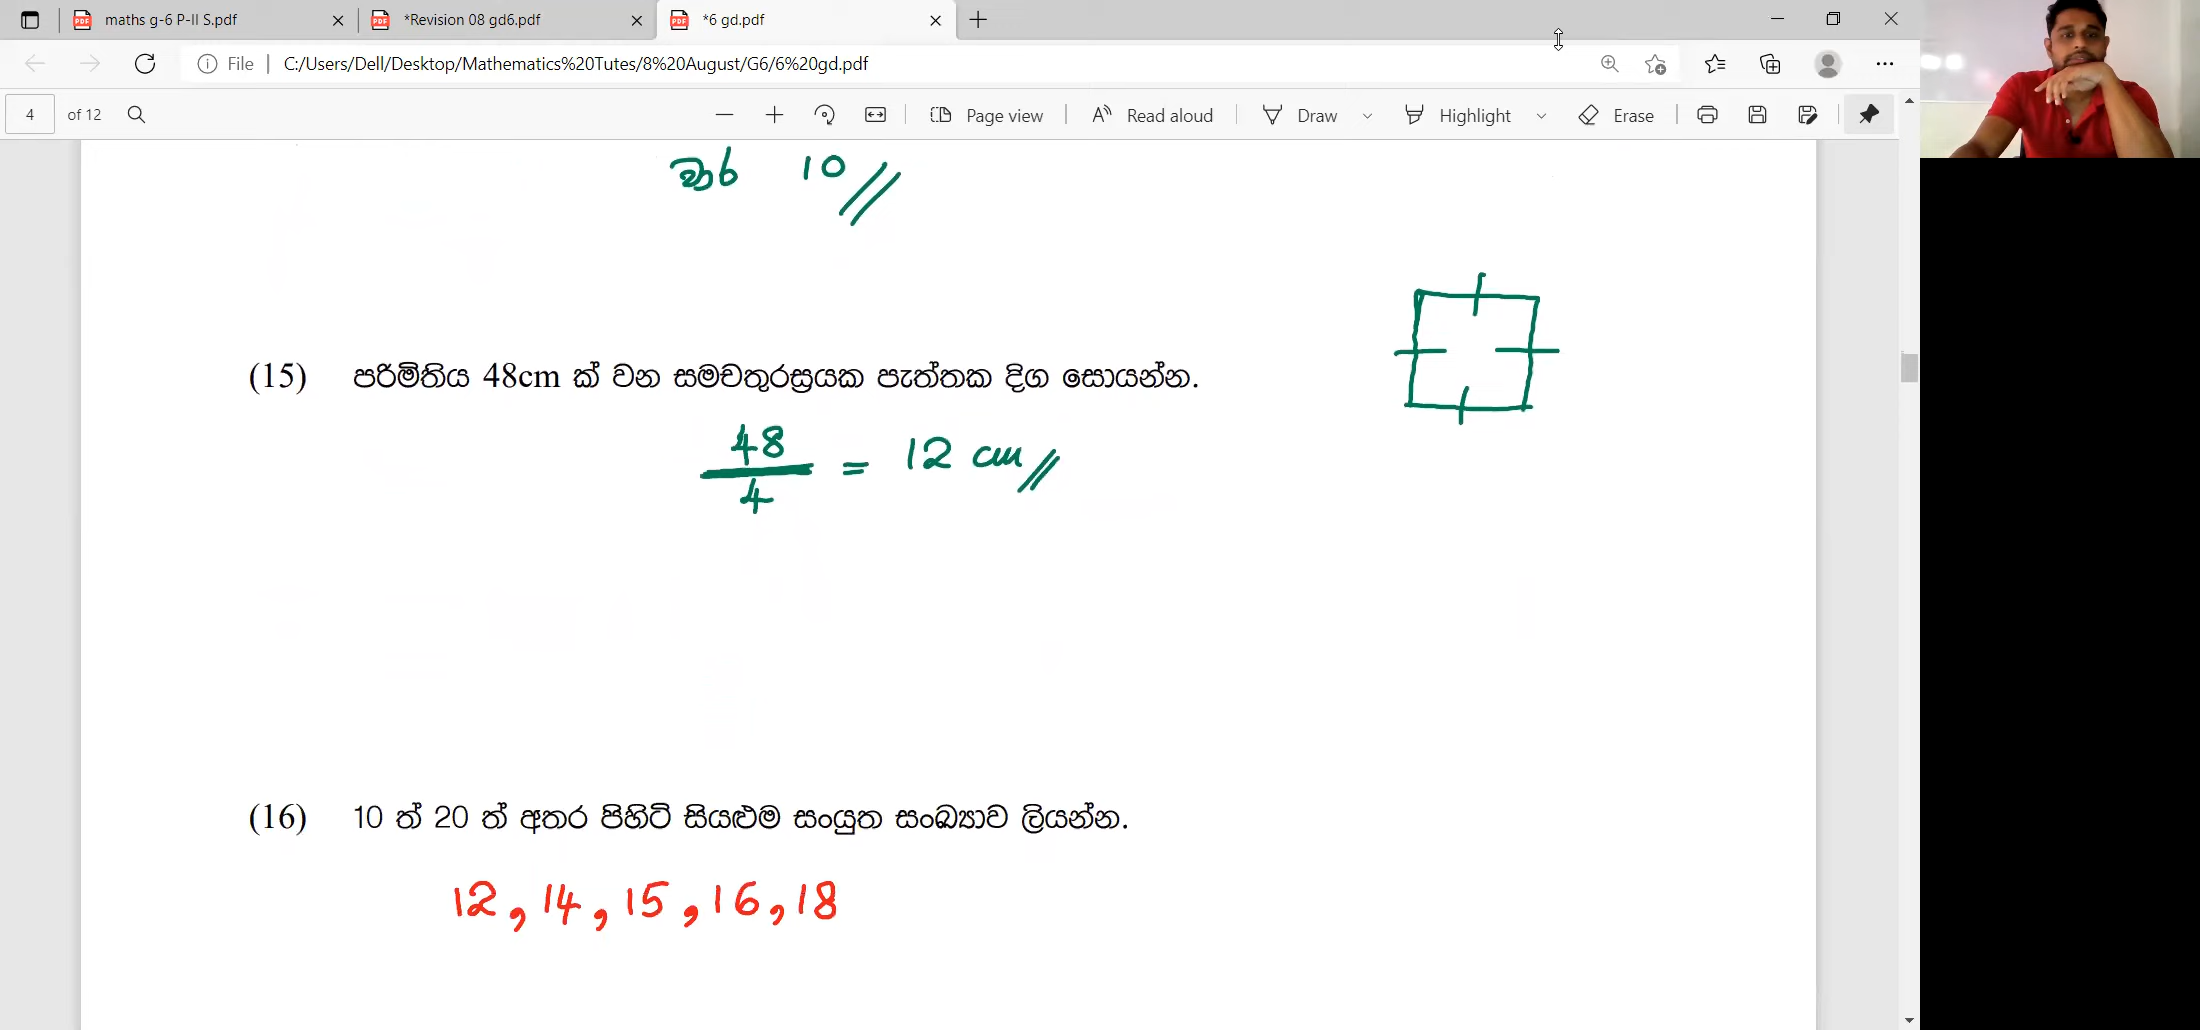 maths g-6 P-II S.pdf
*Revision 08 gd6.pdf
*6 gd.pdf
File
C:/Users/Dell/Desktop/Mathematics%20Tutes/8%20August/G6/6%20gd.pdf
4 of 12
Page view
Read aloud
Draw
Highlight
Erase
10
(15) පරිමිතිය 48cm ක් වන සමචතුරස්‍රයක පැත්තක දිග සොයන්න.
48
4
= 12 cm
(16) 10 ත් 20 ත් අතර පිහිටි සියළුම සංයුත සංඛ්‍යාව ලියන්න.
12, 14, 15, 16, 18